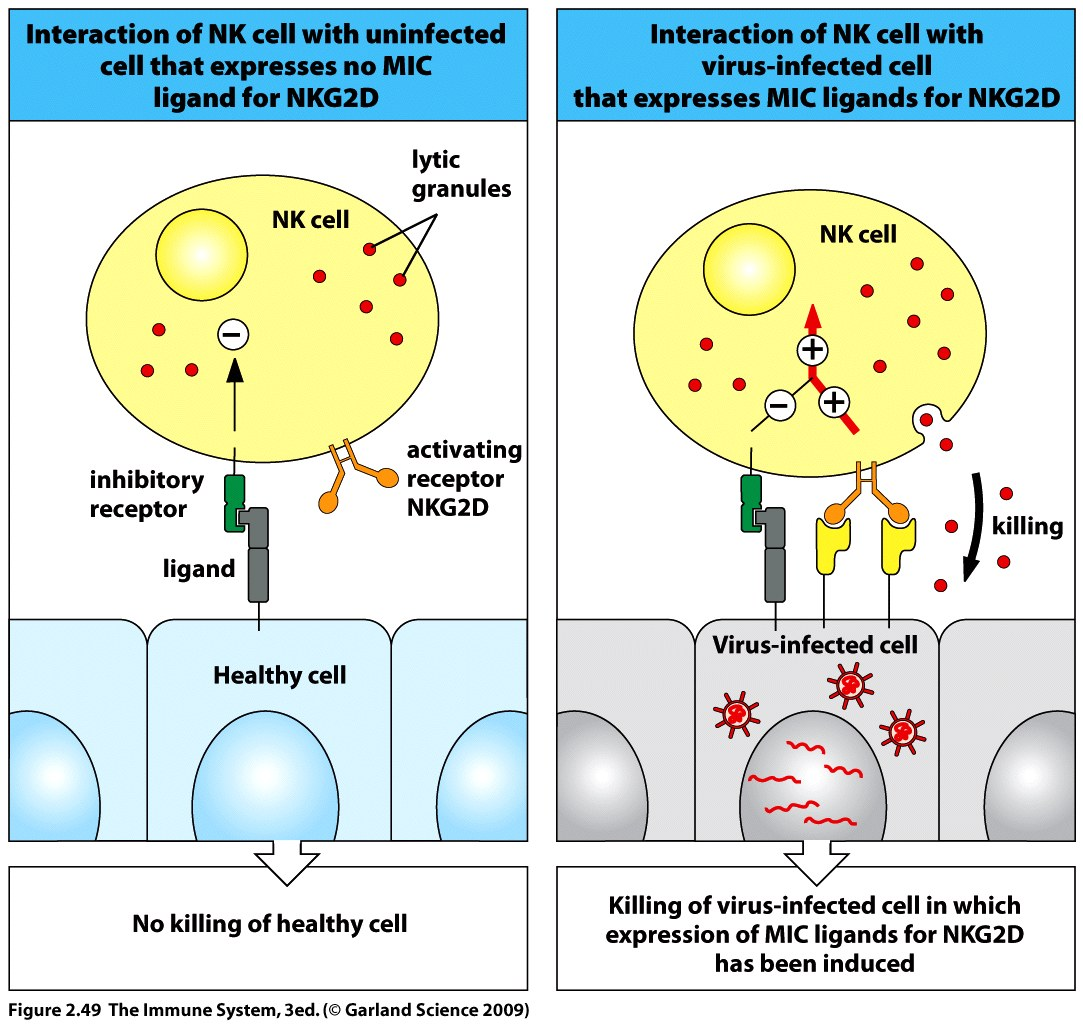 Interaction of NK cell with uninfected
cell that expresses no MIC
ligand for NKG2D
lytic
granules
NK cell
−
inhibitory
receptor
activating
receptor
NKG2D
ligand
Healthy cell
No killing of healthy cell
Interaction of NK cell with
virus-infected cell
that expresses MIC ligands for NKG2D
NK cell
+
−
+
killing
Virus-infected cell
Killing of virus-infected cell in which
expression of MIC ligands for NKG2D
has been induced
Figure 2.49 The Immune System, 3ed. (© Garland Science 2009)